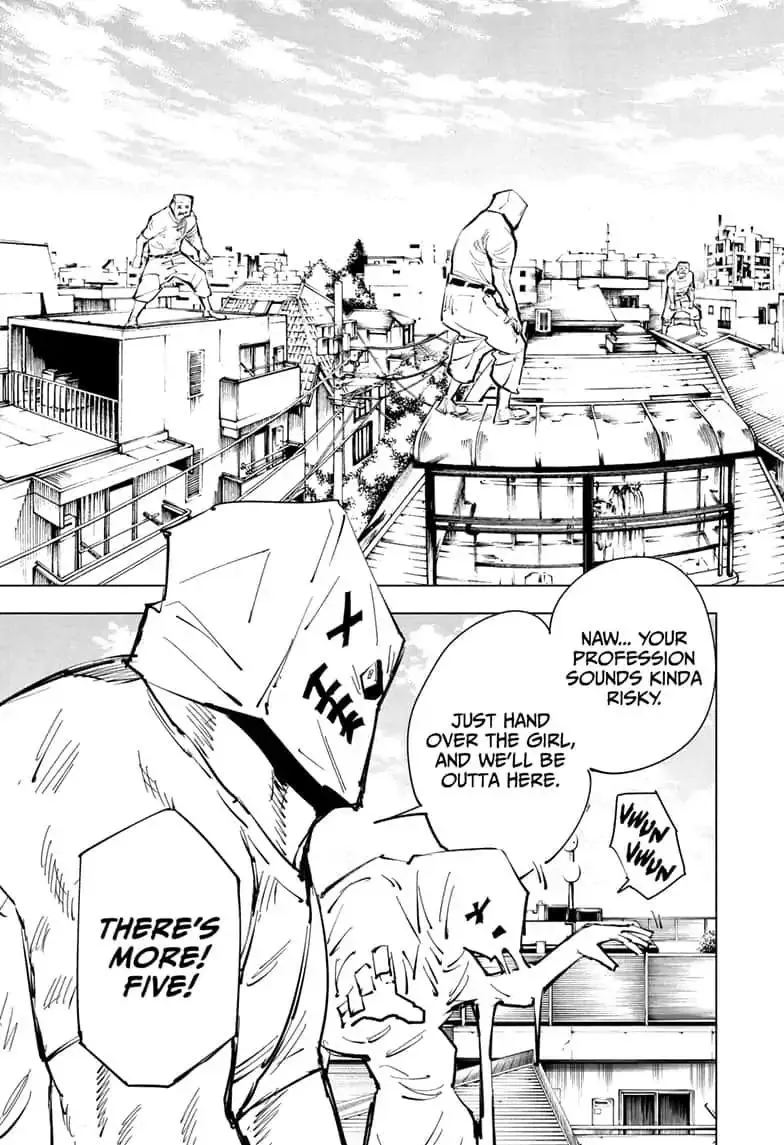 NAW... YOUR
PROFESSION
SOUNDS KINDA
RISKY.
JUST HAND
OVER THE GIRL,
AND WE'LL BE
OUTTA HERE.
VWUN
VWUN
THERE'S
MORE!
FIVE!